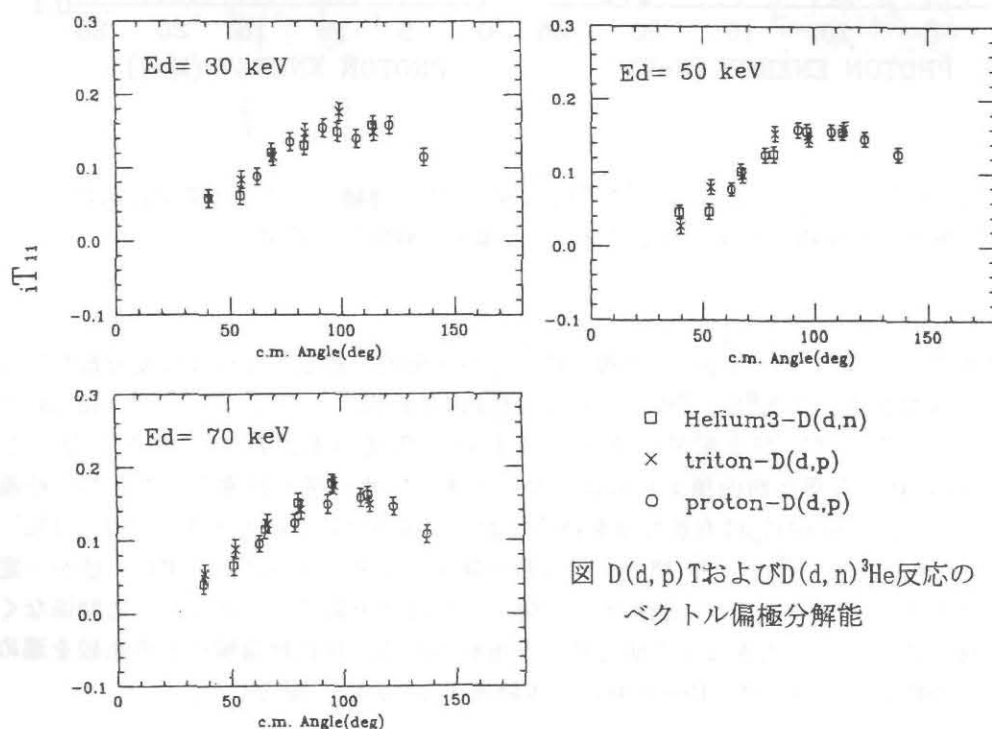 Ed= 30 keV
0.3
0.2
0.1
0.0
-0.1
0
50
100
150
c.m. Angle(deg)
Ed= 50 keV
0.3
0.2
0.1
0.0
-0.1
0
50
100
150
c.m. Angle(deg)
iT₁₁
Ed= 70 keV
0.3
0.2
0.1
0.0
-0.1
0
50
100
150
c.m. Angle(deg)
□ Helium3-D(d,n)
× triton-D(d,p)
○ proton-D(d,p)
図 D(d,p)TおよびD(d,n)³He反応の
ベクトル偏極分解能